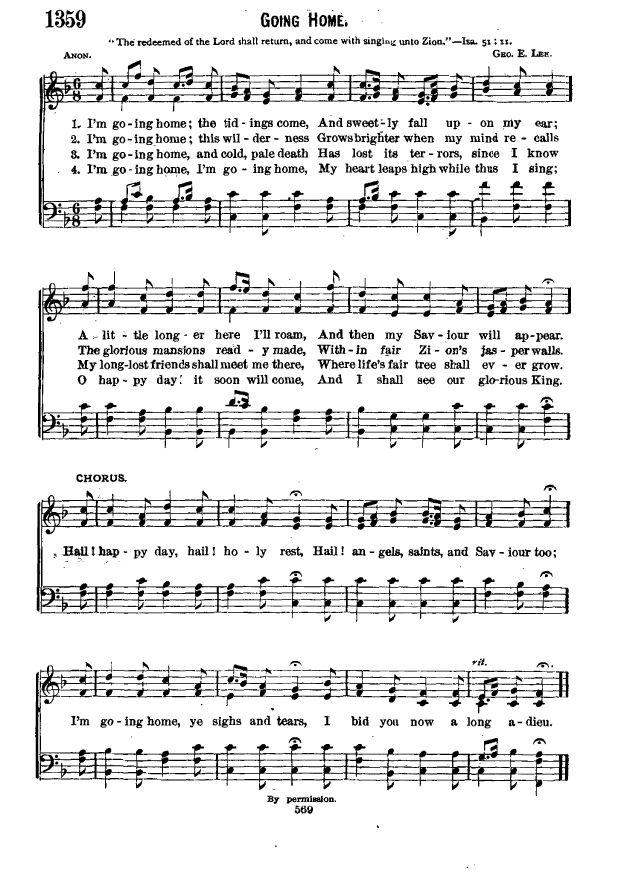 1359
GOING HOME.
"The redeemed of the Lord shall return, and come with singing unto Zion."—Isa. 51:11.
ANON. GEO. E. LEE.
1. I'm go-ing home; the tid-ings come, And sweet-ly fall up-on my ear;
2. I'm go-ing home; this wil-der-ness Grows brighter when my mind re-calls
3. I'm go-ing home, and cold, pale death Has lost its ter-rors, since I know
4. I'm go-ing home, I'm go-ing home, My heart leaps high while thus I sing;
A lit-tle long-er here I'll roam, And then my Sav-iour will ap-pear.
The glorious mansions read-y made, With-in fair Zi-on's jas-per walls.
My long-lost friends shall meet me there, Where life's fair tree shall ev-er grow.
O hap-py day! it soon will come, And I shall see our glo-rious King.
CHORUS.
Hail! hap-py day, hail! ho-ly rest, Hail! an-gels, saints, and Sav-iour too;
rit.
I'm go-ing home, ye sighs and tears, I bid you now a long a-dieu.
By permission.
569